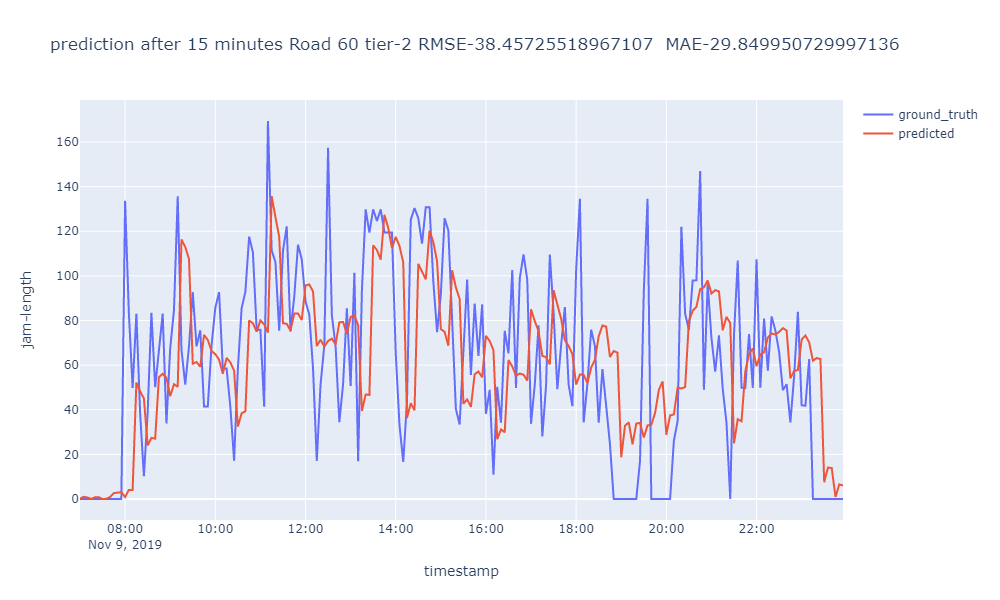 prediction after 15 minutes Road 60 tier-2 RMSE-38.45725518967107  MAE-29.849950729997136
ground_truth
predicted
jam-length
160
140
120
100
80
60
40
20
0
08:00 10:00 12:00 14:00 16:00 18:00 20:00 22:00
Nov 9, 2019
timestamp